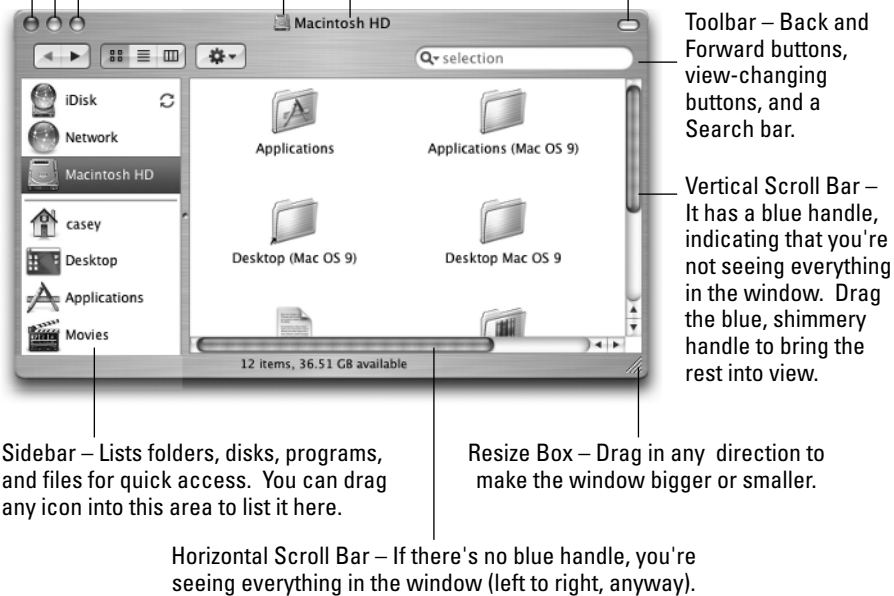 Macintosh HD
selection
iDisk
Network
Macintosh HD
casey
Desktop
Applications
Movies
Applications
Applications (Mac OS 9)
Desktop (Mac OS 9)
Desktop Mac OS 9
12 items, 36.51 GB available
Toolbar – Back and
Forward buttons,
view-changing
buttons, and a
Search bar.
Vertical Scroll Bar –
It has a blue handle,
indicating that you're
not seeing everything
in the window. Drag
the blue, shimmery
handle to bring the
rest into view.
Sidebar – Lists folders, disks, programs,
and files for quick access. You can drag
any icon into this area to list it here.
Resize Box – Drag in any direction to
make the window bigger or smaller.
Horizontal Scroll Bar – If there's no blue handle, you're
seeing everything in the window (left to right, anyway).